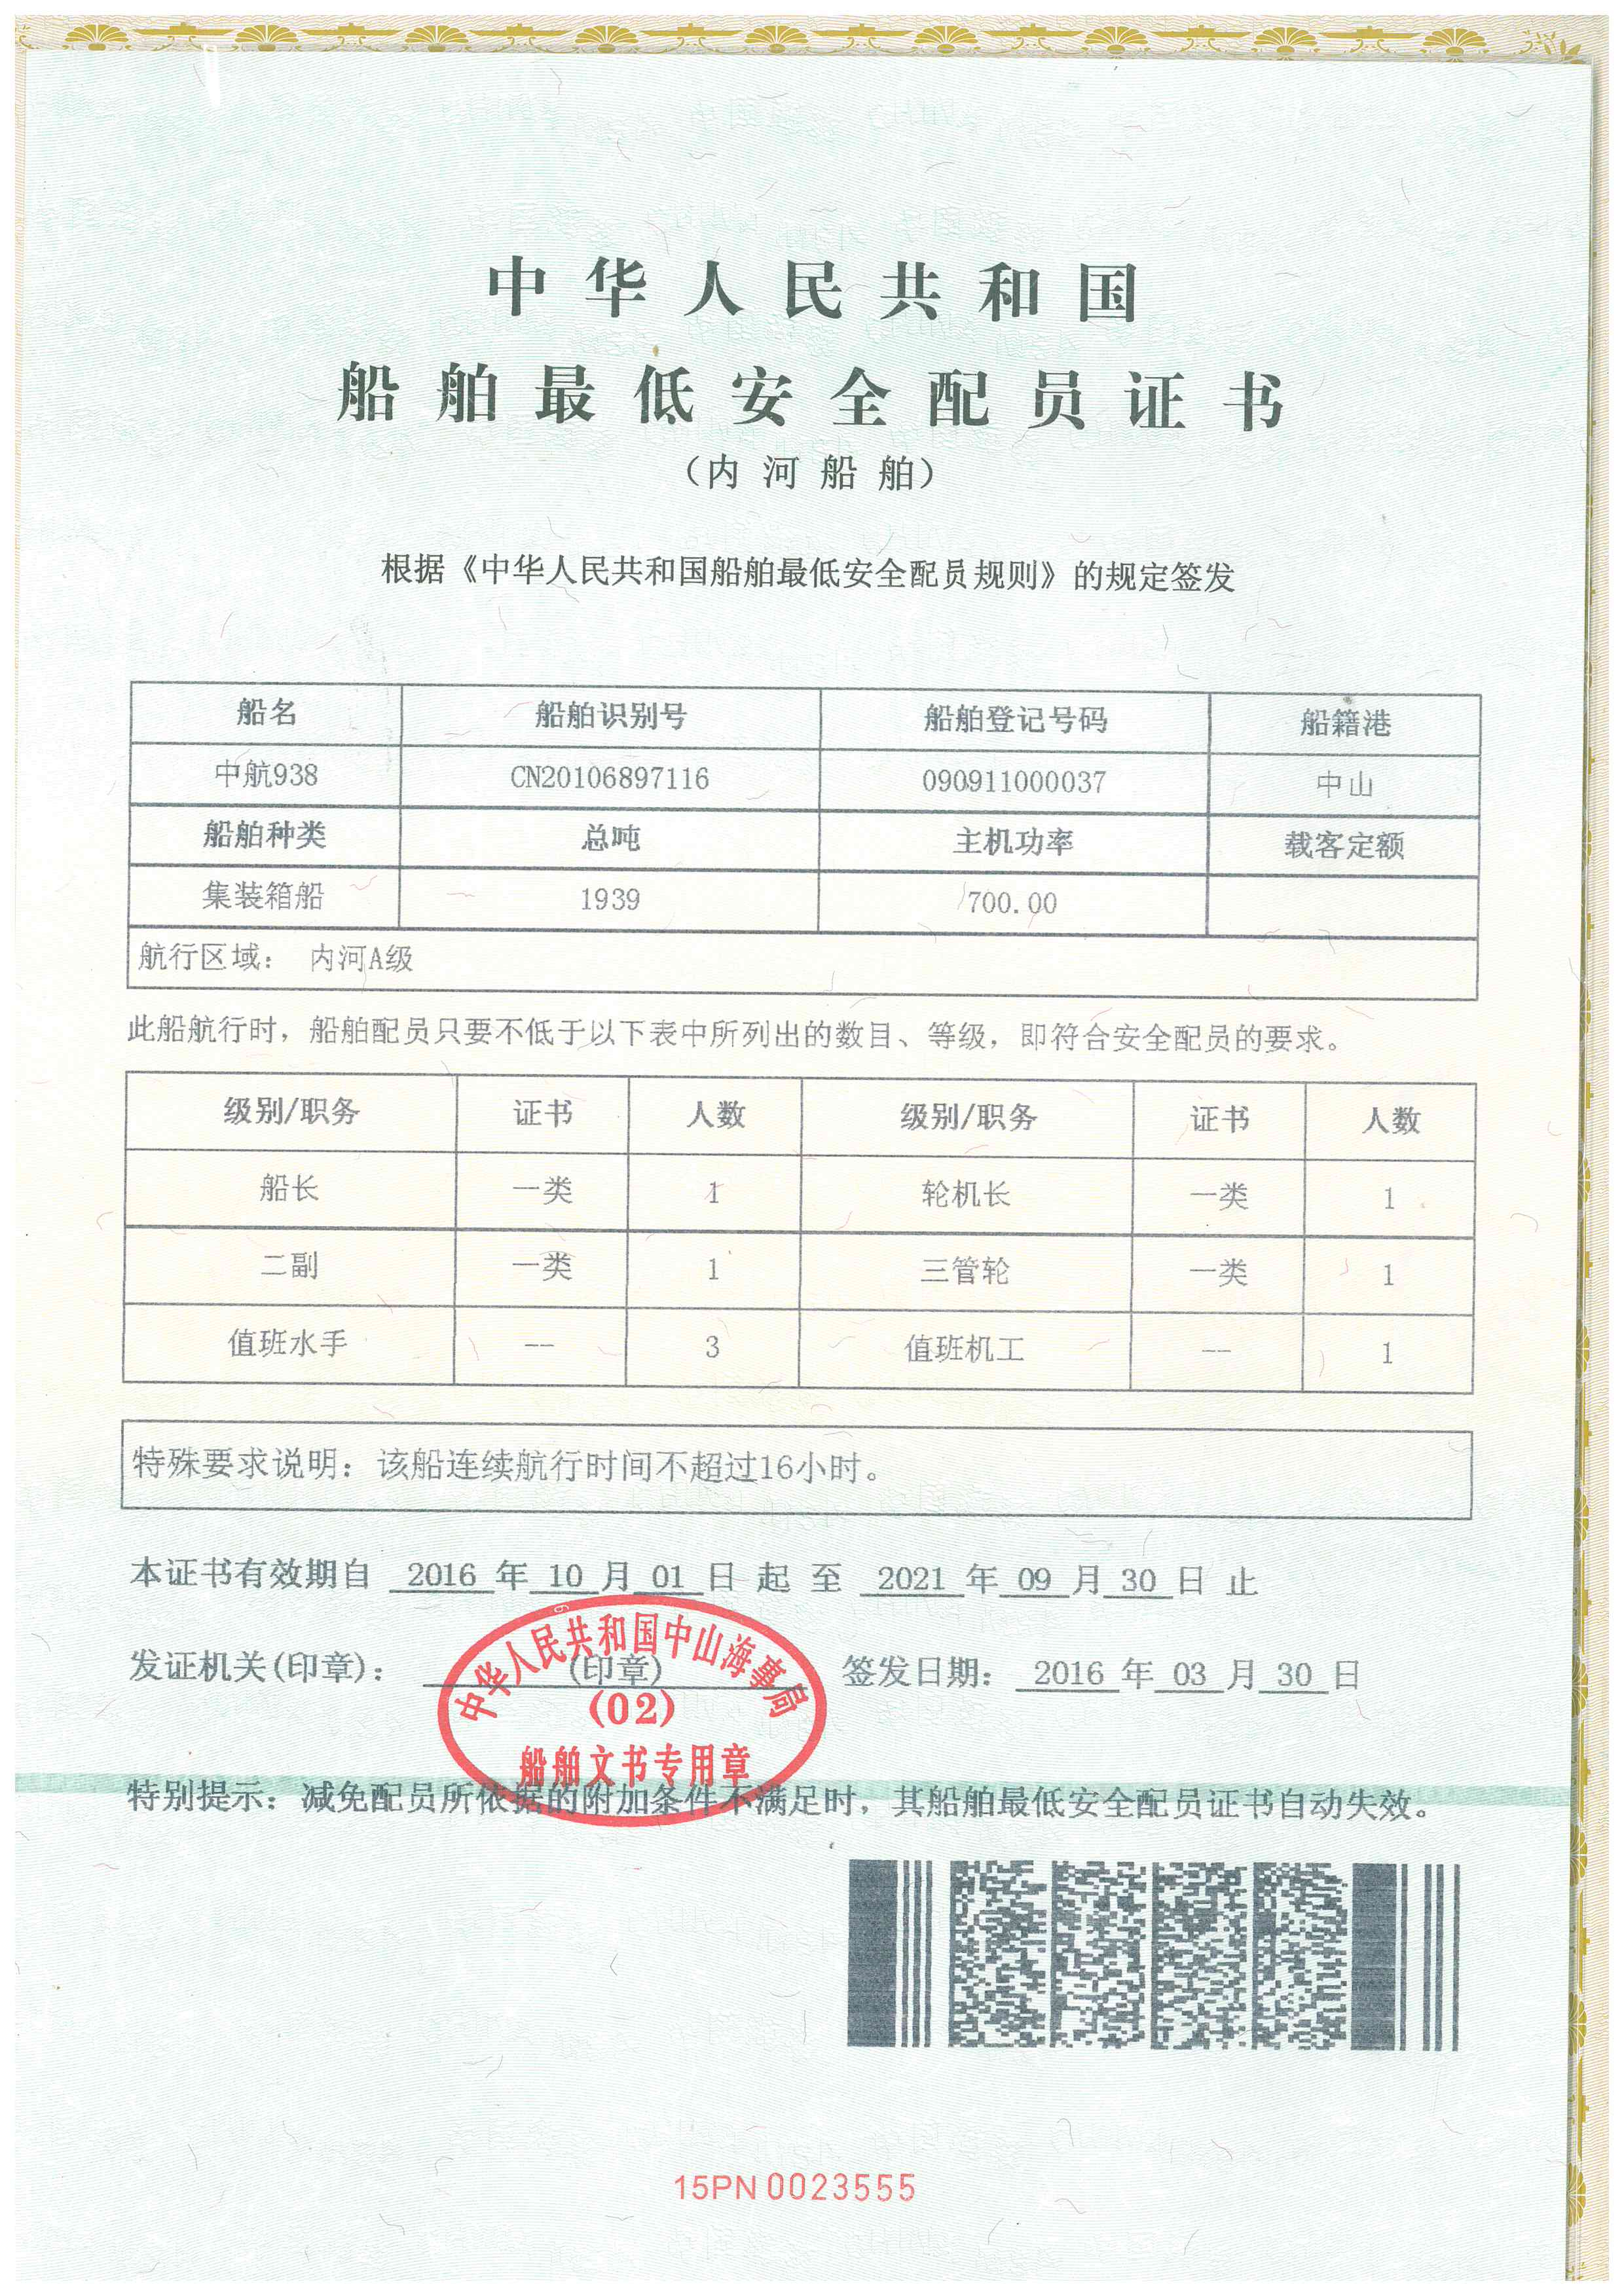 中华人民共和国
船舶最低安全配员证书
（内河船舶）
根据《中华人民共和国船舶最低安全配员规则》的规定签发
船名 船舶识别号 船舶登记号码 船籍港
中航938 CN20106897116 090911000037 中山
船舶种类 总吨 主机功率 载客定额
集装箱船 1939 700.00
航行区域： 内河A级
此船航行时，船舶配员只要不低于以下表中所列出的数目、等级，即符合安全配员的要求。
级别/职务 证书 人数 级别/职务 证书 人数
船长 一类 1 轮机长 一类 1
二副 一类 1 三管轮 一类 1
值班水手 -- 3 值班机工 -- 1
特殊要求说明：该船连续航行时间不超过16小时。
本证书有效期自 2016 年 10 月 01 日 起 至 2021 年 09 月 30 日 止
发证机关(印章)： (印章) 签发日期： 2016 年 03 月 30 日
中华人民共和国中山海事局
(02)
船舶文书专用章
特别提示：减免配员所依据的附加条件不满足时，其船舶最低安全配员证书自动失效。
15PN 0023555